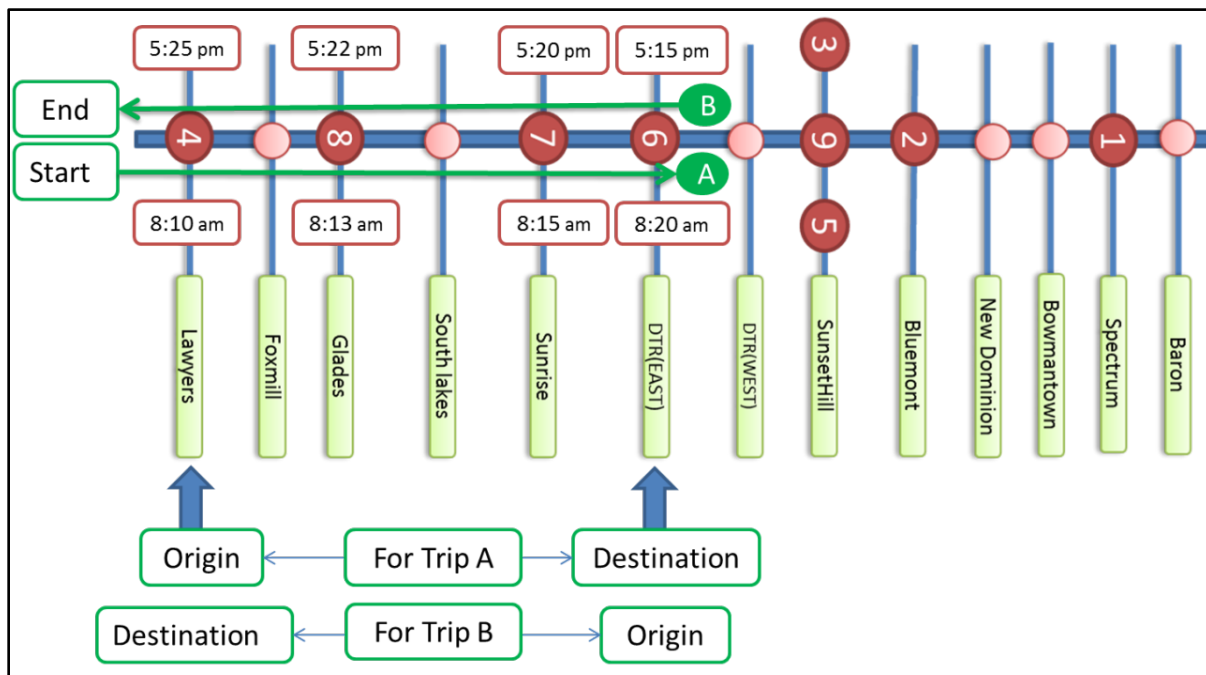 5:25 pm
5:22 pm
5:20 pm
5:15 pm
3
End
B
4
8
7
6
9
2
1
Start
A
5
8:10 am
8:13 am
8:15 am
8:20 am
Lawyers
Foxmill
Glades
South lakes
Sunrise
DTR(EAST)
DTR(WEST)
SunsetHill
Bluemont
New Dominion
Bowmantown
Spectrum
Baron
Origin
For Trip A
Destination
Destination
For Trip B
Origin